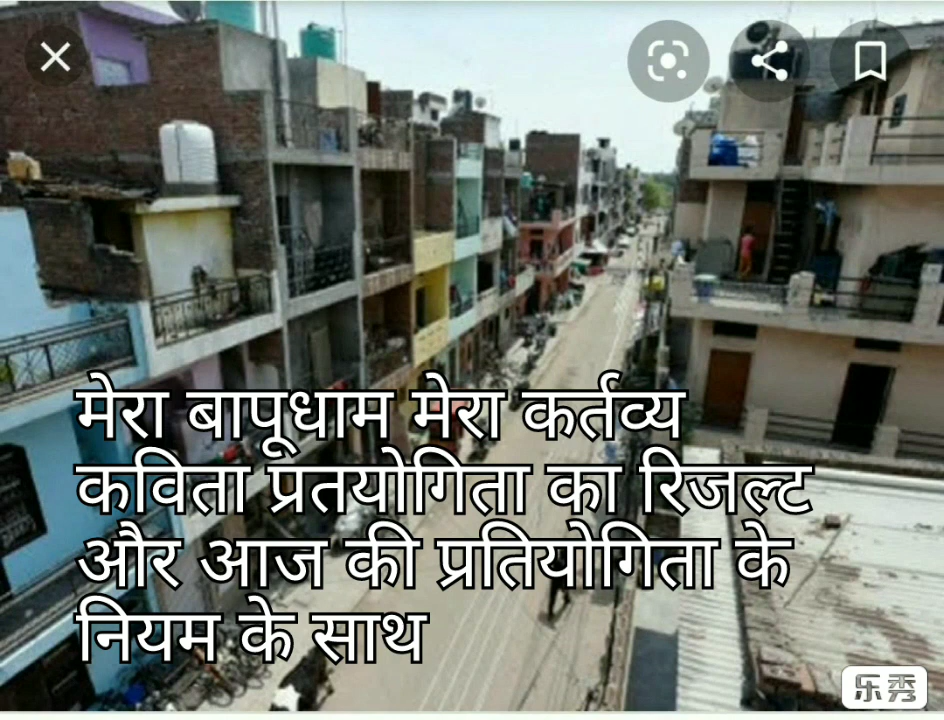 मेरा बापूधाम मेरा कर्तव्य
कविता प्रतयोगिता का रिजल्ट
और आज की प्रतियोगिता के
नियम के साथ
乐秀